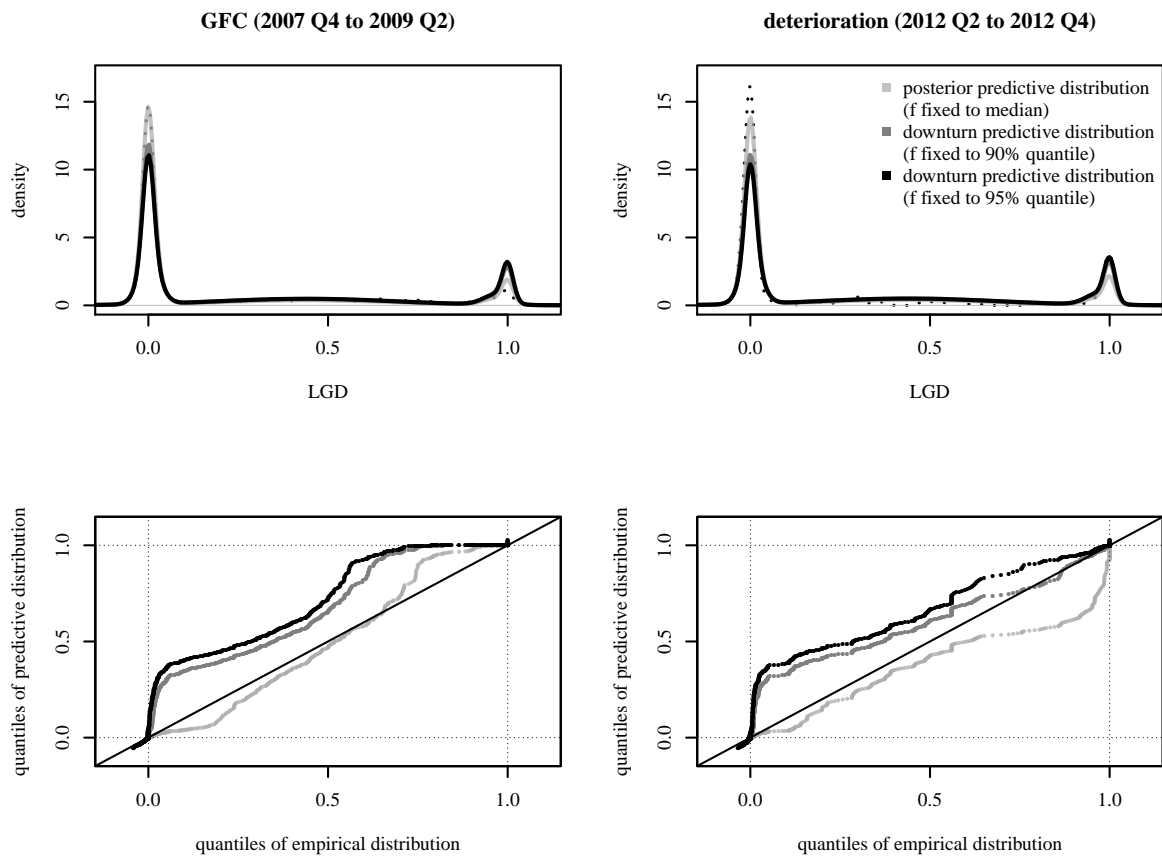 GFC (2007 Q4 to 2009 Q2)
density
0
5
10
15
0.0
0.5
1.0
LGD
deterioration (2012 Q2 to 2012 Q4)
density
0
5
10
15
posterior predictive distribution
(f fixed to median)
downturn predictive distribution
(f fixed to 90% quantile)
downturn predictive distribution
(f fixed to 95% quantile)
0.0
0.5
1.0
LGD
quantiles of predictive distribution
0.0
0.5
1.0
0.0
0.5
1.0
quantiles of empirical distribution
quantiles of predictive distribution
0.0
0.5
1.0
0.0
0.5
1.0
quantiles of empirical distribution